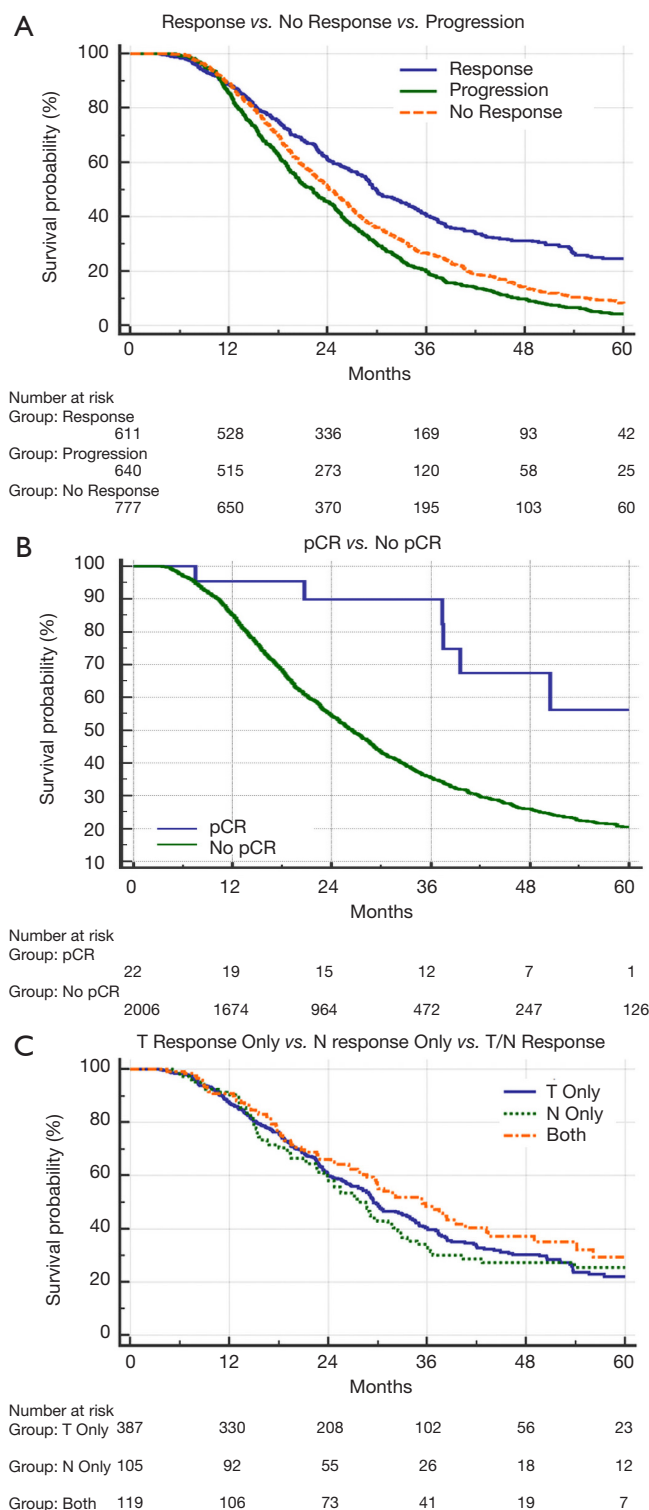 A
Response vs. No Response vs. Progression
100
80
60
40
20
0
Survival probability (%)
Response
Progression
No Response
0 12 24 36 48 60
Months
Number at risk
Group: Response
611 528 336 169 93 42
Group: Progression
640 515 273 120 58 25
Group: No Response
777 650 370 195 103 60
B
pCR vs. No pCR
100
90
80
70
60
50
40
30
20
10
Survival probability (%)
pCR
No pCR
0 12 24 36 48 60
Months
Number at risk
Group: pCR
22 19 15 12 7 1
Group: No pCR
2006 1674 964 472 247 126
C
T Response Only vs. N response Only vs. T/N Response
100
80
60
40
20
0
Survival probability (%)
T Only
N Only
Both
0 12 24 36 48 60
Months
Number at risk
Group: T Only 387 330 208 102 56 23
Group: N Only 105 92 55 26 18 12
Group: Both 119 106 73 41 19 7